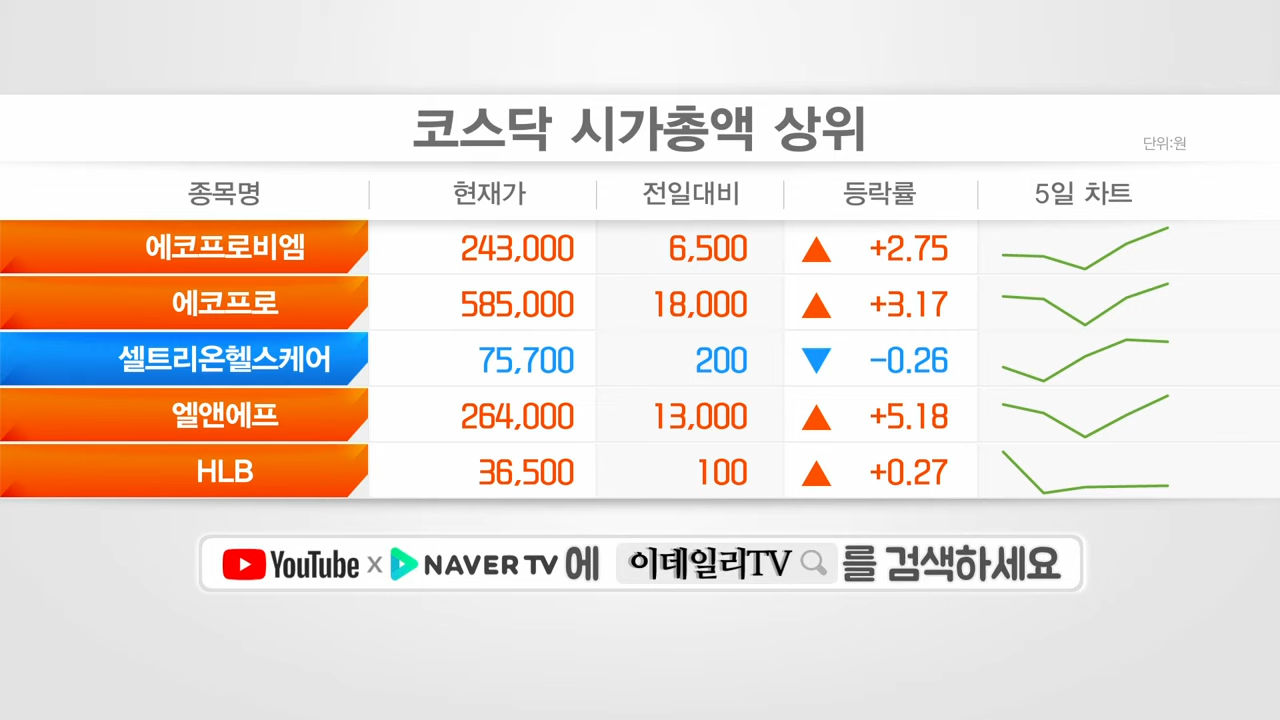 코스닥 시가총액 상위
단위:원
종목명 현재가 전일대비 등락률 5일 차트
에코프로비엠 243,000 6,500 ▲ +2.75
에코프로 585,000 18,000 ▲ +3.17
셀트리온헬스케어 75,700 200 ▼ -0.26
엘앤에프 264,000 13,000 ▲ +5.18
HLB 36,500 100 ▲ +0.27
YouTube x NAVER TV 에 이데일리TV 를 검색하세요